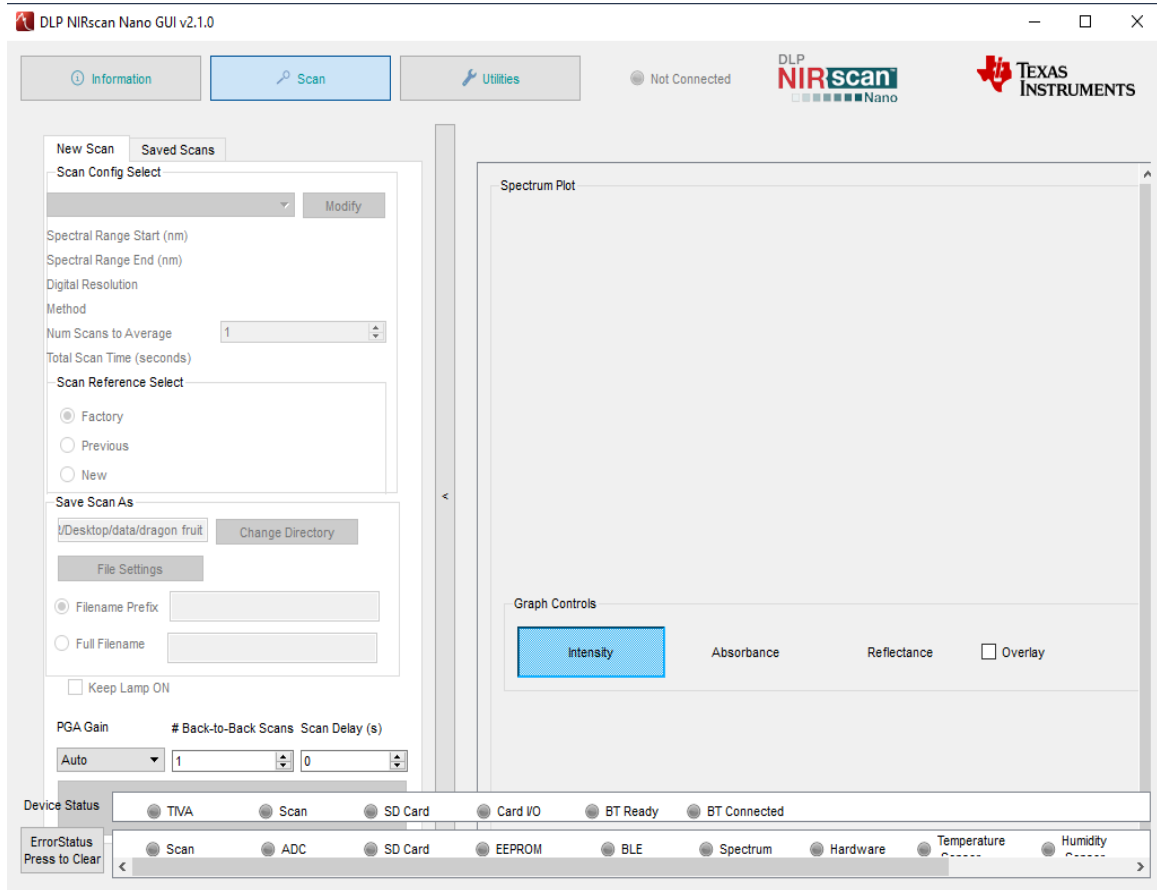 DLP NIRscan Nano GUI v2.1.0
Information
Scan
Utilities
Not Connected
DLP
NIRscan
Nano
TEXAS
INSTRUMENTS
New Scan
Saved Scans
Scan Config Select
Modify
Spectral Range Start (nm)
Spectral Range End (nm)
Digital Resolution
Method
Num Scans to Average 1
Total Scan Time (seconds)
Scan Reference Select
Factory
Previous
New
Save Scan As
/Desktop/data/dragon fruit
Change Directory
File Settings
Filename Prefix
Full Filename
Keep Lamp ON
PGA Gain
# Back-to-Back Scans
Scan Delay (s)
Auto
1
0
<
Spectrum Plot
Graph Controls
Intensity
Absorbance
Reflectance
Overlay
Device Status
TIVA
Scan
SD Card
Card I/O
BT Ready
BT Connected
ErrorStatus
Press to Clear
Scan
ADC
SD Card
EEPROM
BLE
Spectrum
Hardware
Temperature
Humidity